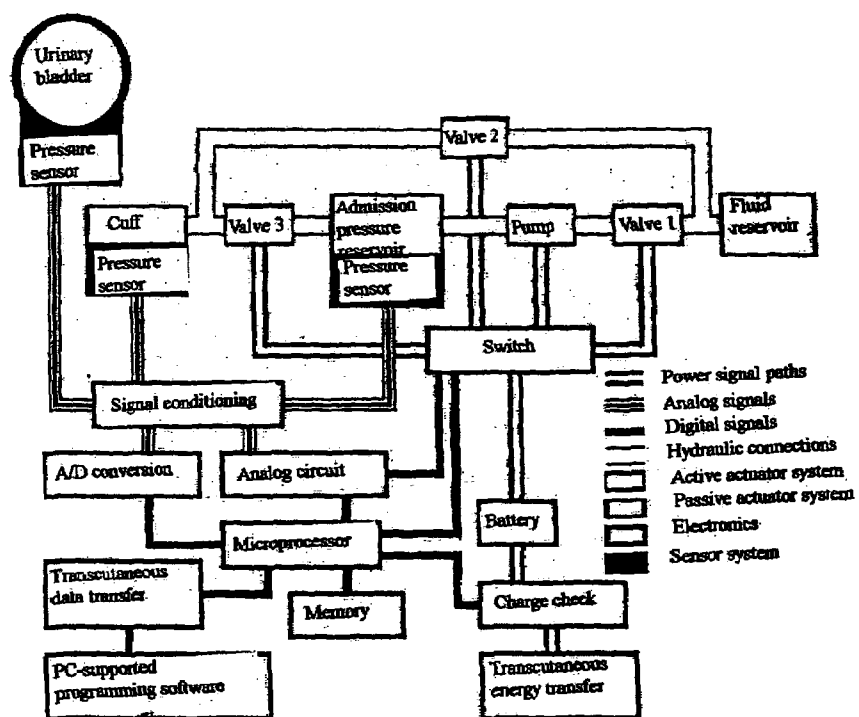 Urinary
bladder
Pressure
sensor
Valve 2
Cuff
Valve 3
Admission
pressure
reservoir
Pump
Valve 1
Fluid
reservoir
Pressure
sensor
Pressure
sensor
Switch
Signal conditioning
Power signal paths
Analog signals
Digital signals
Hydraulic connections
Active actuator system
Passive actuator system
Electronics
Sensor system
A/D conversion
Analog circuit
Battery
Microprocessor
Transcutaneous
data transfer
Memory
Charge check
PC-supported
programming software
Transcutaneous
energy transfer